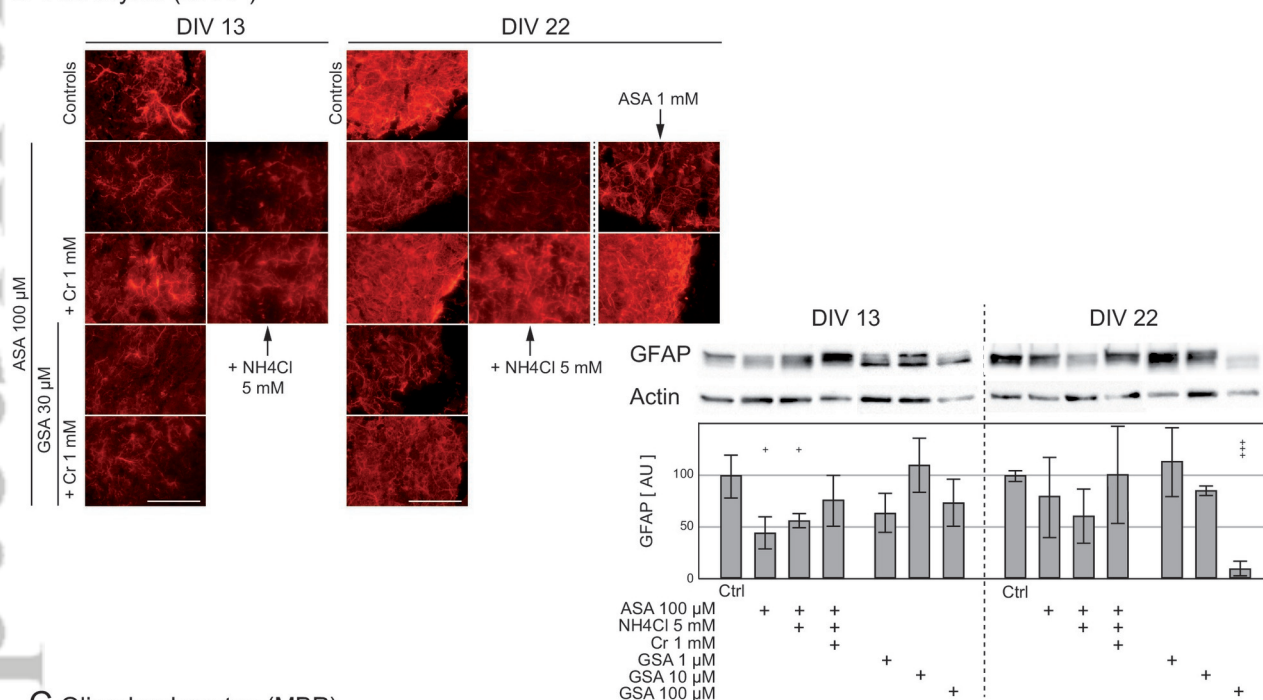 DIV 13
DIV 22
Controls
Controls
ASA 1 mM
ASA 100 µM
+ Cr 1 mM
GSA 30 µM
+ Cr 1 mM
+ NH4Cl
5 mM
+ NH4Cl 5 mM
DIV 13
DIV 22
GFAP
Actin
GFAP [ AU ]
100
50
0
+ +
+++
Ctrl
Ctrl
ASA 100 µM + + + + + +
NH4Cl 5 mM + + + +
Cr 1 mM + +
GSA 1 µM + +
GSA 10 µM + +
GSA 100 µM + +